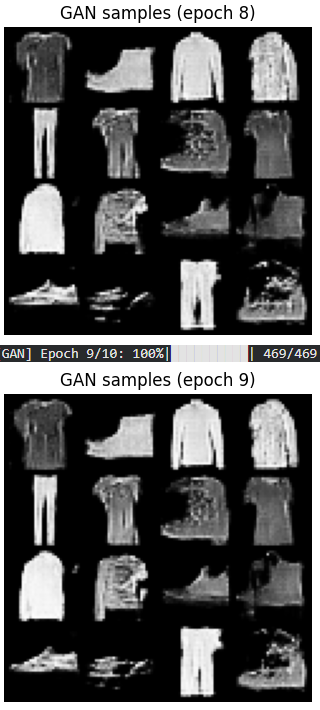 GAN samples (epoch 8)
GAN] Epoch 9/10: 100%| | 469/469
GAN samples (epoch 9)